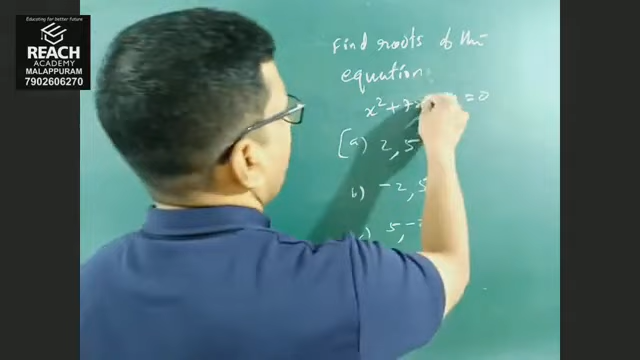 Educating for better future
REACH
ACADEMY
MALAPPURAM
7902606270
Find roots of the
equation
x² + 7x = 0
(a) 2, 5
b) -2, 5
5, -